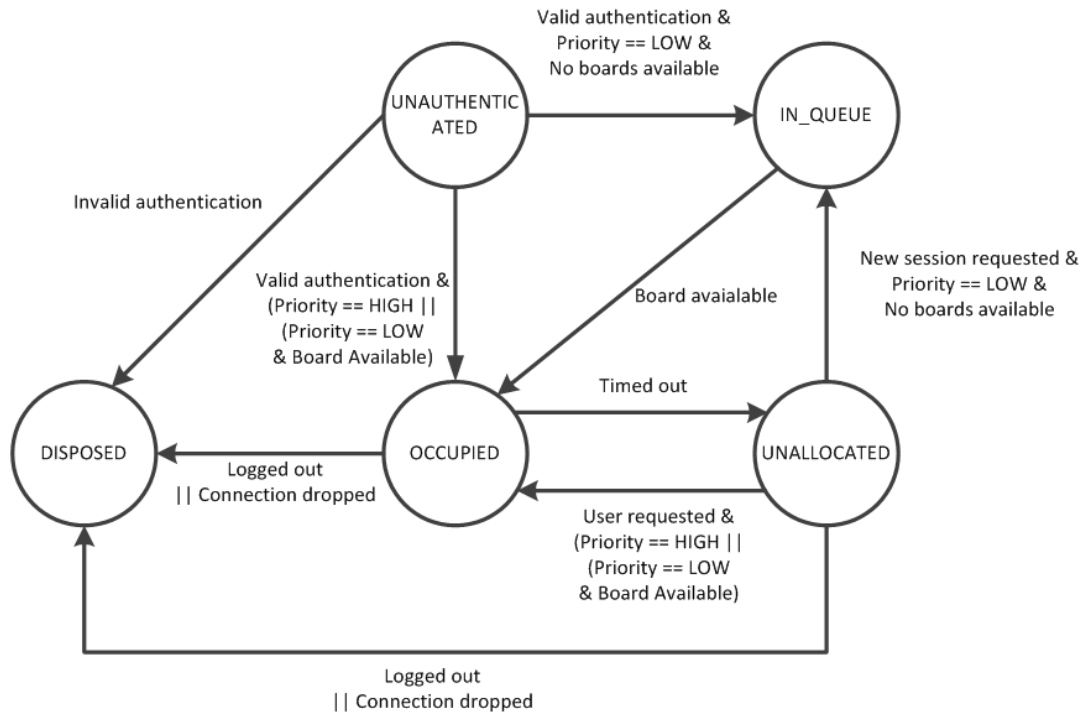 Valid authentication &
Priority == LOW &
No boards available
UNAUTHENTIC
ATED
IN_QUEUE
Invalid authentication
Valid authentication &
(Priority == HIGH ||
(Priority == LOW
& Board Available)
Board avaialable
New session requested &
Priority == LOW &
No boards available
Timed out
DISPOSED
OCCUPIED
UNALLOCATED
Logged out
|| Connection dropped
User requested &
(Priority == HIGH ||
(Priority == LOW
& Board Available)
Logged out
|| Connection dropped